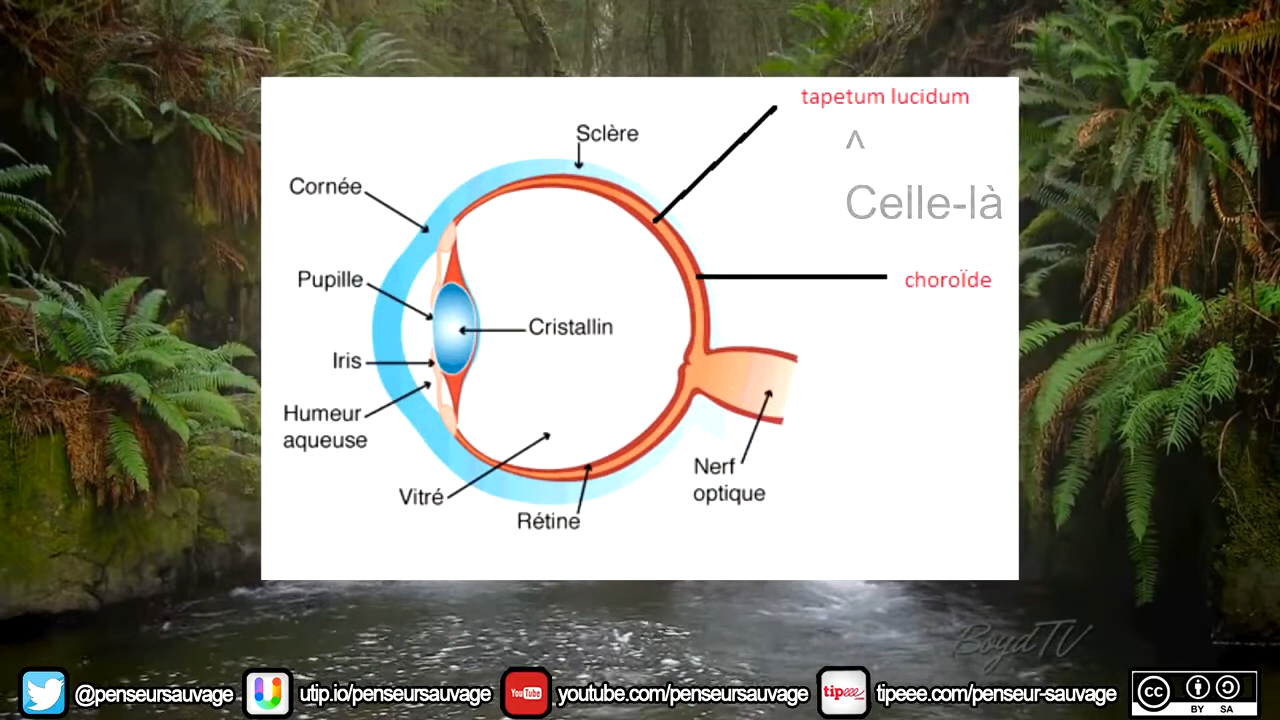 tapetum lucidum
^
Celle-là
Sclère
Cornée
Pupille
choroÏde
Cristallin
Iris
Humeur
aqueuse
Vitré
Nerf
optique
Rétine
BoydTV
@penseursauvage
utip.io/penseursauvage
YouTube
youtube.com/penseursauvage
tipeee
tipeee.com/penseur-sauvage
cc
BY SA